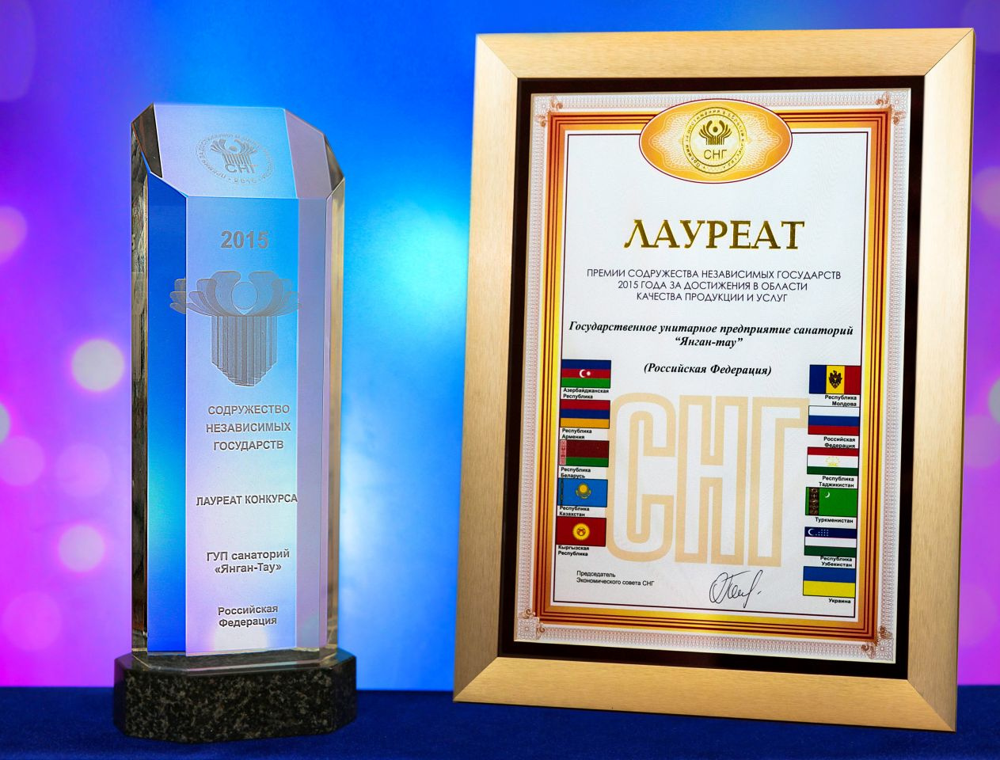 СНГ
2015
СОДРУЖЕСТВО
НЕЗАВИСИМЫХ
ГОСУДАРСТВ
ЛАУРЕАТ КОНКУРСА
ГУП санаторий
«Янган-Тау»
Российская
Федерация
СНГ
ЛАУРЕАТ
ПРЕМИИ СОДРУЖЕСТВА НЕЗАВИСИМЫХ ГОСУДАРСТВ
2015 ГОДА ЗА ДОСТИЖЕНИЯ В ОБЛАСТИ
КАЧЕСТВА ПРОДУКЦИИ И УСЛУГ
Государственное унитарное предприятие санаторий
“Янган-тау”
(Российская Федерация)
СНГ
Азербайджанская
Республика
Республика
Армения
Республика
Беларусь
Республика
Казахстан
Кыргызская
Республика
Республика
Молдова
Российская
Федерация
Республика
Таджикистан
Туркменистан
Республика
Узбекистан
Украина
Председатель
Экономического совета СНГ